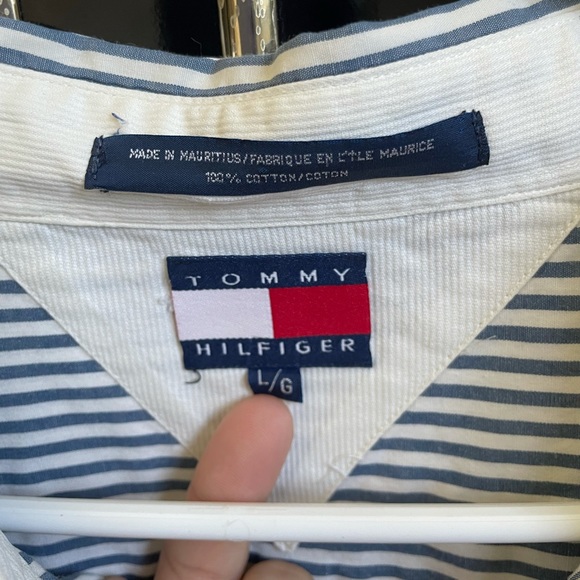 MADE IN MAURITIUS/FABRIQUE EN L'ILE MAURICE
100% COTTON/COTON
TOMMY
HILFIGER
L/G